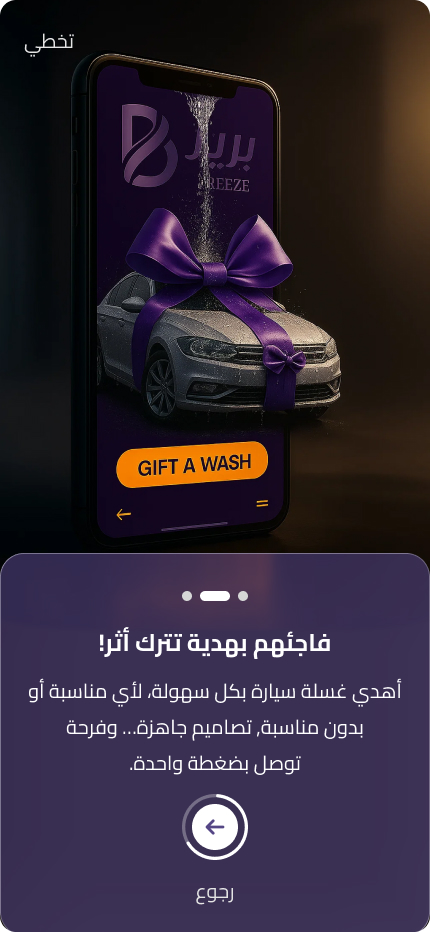 تخطي
بريز
BREEZE
GIFT A WASH
فاجئهم بهدية تترك أثر!
أهدي غسلة سيارة بكل سهولة، لأي مناسبة أو
بدون مناسبة, تصاميم جاهزة... وفرحة
توصل بضغطة واحدة.
رجوع